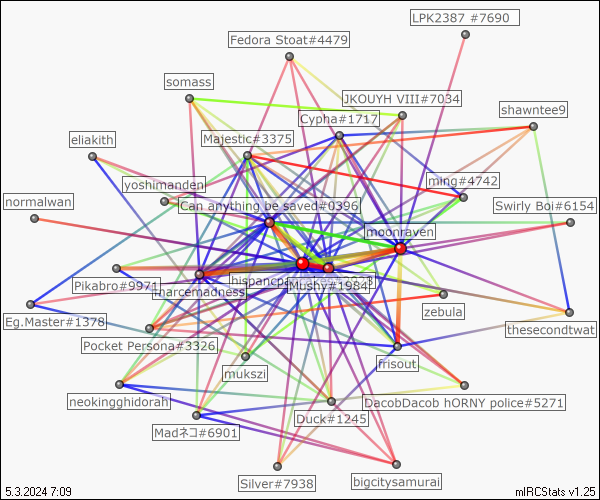 LPK2387 #7690
Fedora Stoat#4479
somass
JKOUYH VIII#7034
shawntee9
Cypha#1717
eliakith
Majestic#3375
ming#4742
yoshimanden
normalwan
Can anything be saved#0396
Swirly Boi#6154
moonraven
Pikabro#9971
Mushy#1984
tharcemadness
zebula
Eg.Master#1378
thesecondtwat
Pocket Persona#3326
frisout
mukszi
neokingghidorah
DacobDacob hORNY police#5271
Duck#1245
Madネコ#6901
Silver#7938
bigcitysamurai
5.3.2024 7:09
mIRCStats v1.25